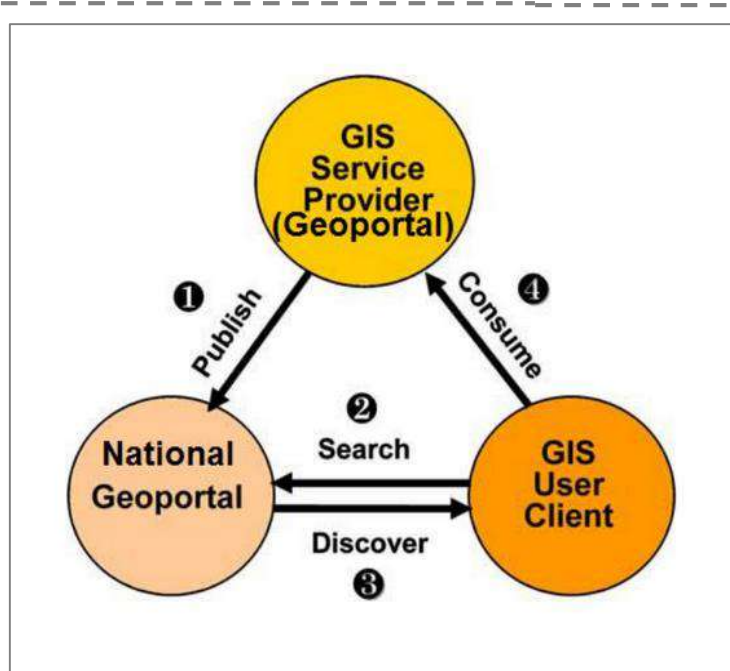 GIS
Service
Provider
(Geoportal)
❶
Publish
❹
Consume
❷
Search
National
Geoportal
GIS
User
Client
Discover
❸